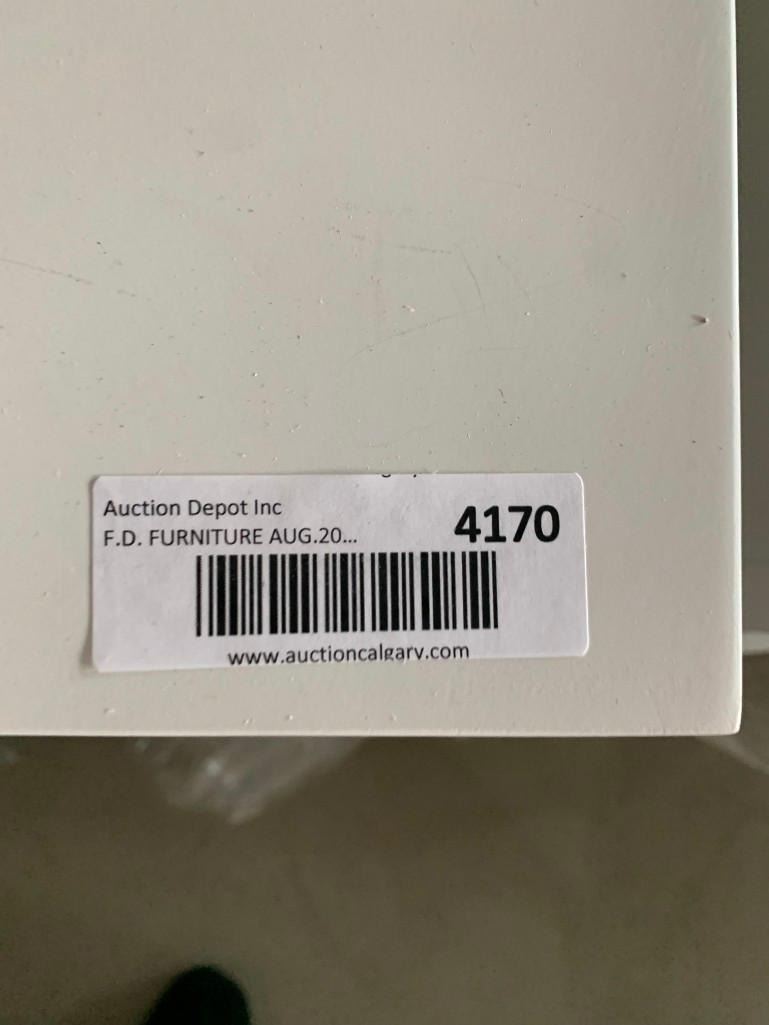 Auction Depot Inc
F.D. FURNITURE AUG.20...
4170
www.auctioncalgary.com